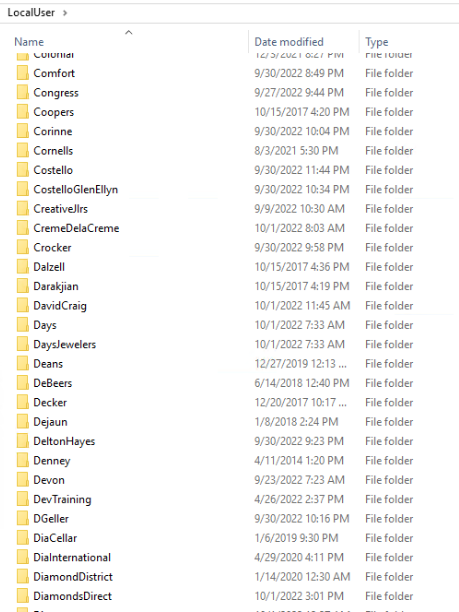 LocalUser >
Name Date modified Type
Colonial 12/3/2021 8:27 PM File folder
Comfort 9/30/2022 8:49 PM File folder
Congress 9/27/2022 9:44 PM File folder
Coopers 10/15/2017 4:20 PM File folder
Corinne 9/30/2022 10:04 PM File folder
Cornells 8/3/2021 5:30 PM File folder
Costello 9/30/2022 11:44 PM File folder
CostelloGlenEllyn 9/30/2022 10:34 PM File folder
CreativeJlrs 9/9/2022 10:30 AM File folder
CremeDelaCreme 10/1/2022 8:03 AM File folder
Crocker 9/30/2022 9:58 PM File folder
Dalzell 10/15/2017 4:36 PM File folder
Darakjian 10/15/2017 4:19 PM File folder
DavidCraig 10/1/2022 11:45 AM File folder
Days 10/1/2022 7:33 AM File folder
DaysJewelers 10/1/2022 7:33 AM File folder
Deans 12/27/2019 12:13 ... File folder
DeBeers 6/14/2018 12:40 PM File folder
Decker 12/20/2017 10:17 ... File folder
Dejaun 1/8/2018 2:24 PM File folder
DeltonHayes 9/30/2022 9:23 PM File folder
Denney 4/11/2014 1:20 PM File folder
Devon 9/23/2022 7:23 AM File folder
DevTraining 4/26/2022 2:37 PM File folder
DGeller 9/30/2022 10:16 PM File folder
DiaCellar 1/6/2019 9:30 PM File folder
DiaInternational 4/29/2020 4:11 PM File folder
DiamondDistrict 1/14/2020 12:30 AM File folder
DiamondsDirect 10/1/2022 3:01 PM File folder